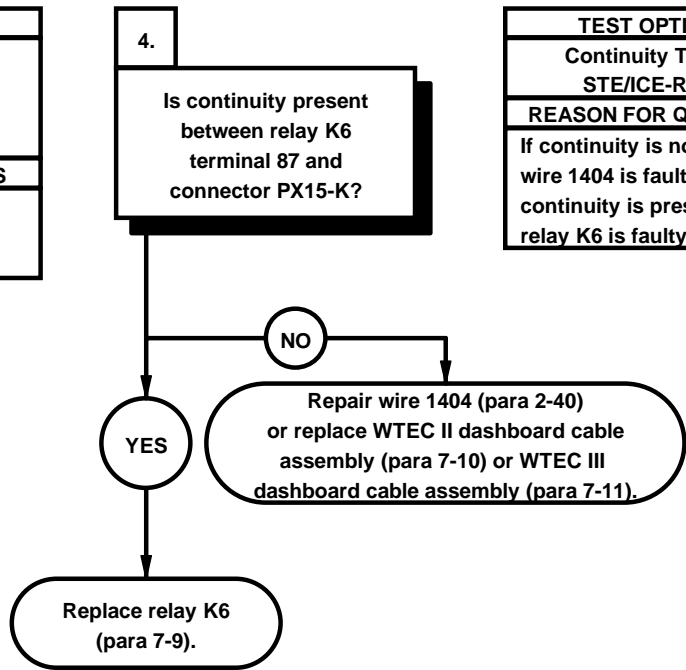 S
4.
Is continuity present
between relay K6
terminal 87 and
connector PX15-K?
TEST OPTI
Continuity T
STE/ICE-R
REASON FOR Q
If continuity is no
wire 1404 is fault
continuity is pres
relay K6 is faulty
NO
YES
Repair wire 1404 (para 2-40)
or replace WTEC II dashboard cable
assembly (para 7-10) or WTEC III
dashboard cable assembly (para 7-11).
Replace relay K6
(para 7-9).